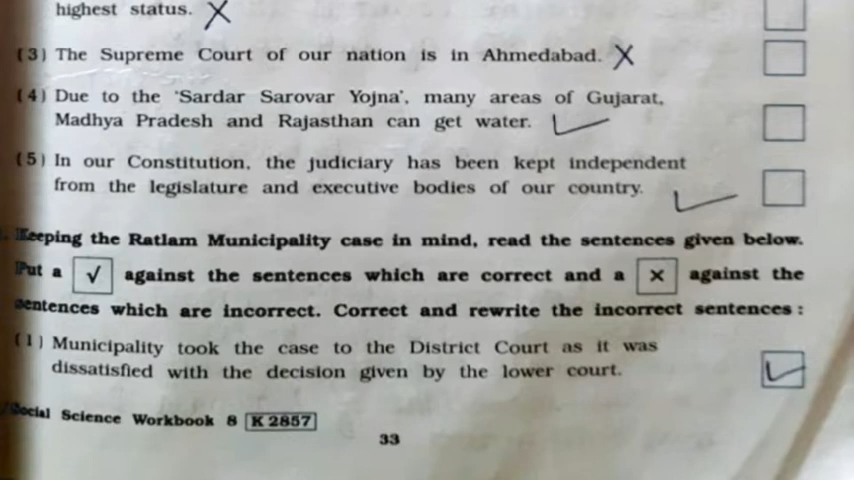 highest status. X
(3) The Supreme Court of our nation is in Ahmedabad. X
(4) Due to the 'Sardar Sarovar Yojna', many areas of Gujarat,
Madhya Pradesh and Rajasthan can get water. ✓
(5) In our Constitution, the judiciary has been kept independent
from the legislature and executive bodies of our country. ✓
Keeping the Ratlam Municipality case in mind, read the sentences given below.
Put a √ against the sentences which are correct and a × against the
sentences which are incorrect. Correct and rewrite the incorrect sentences :
(1) Municipality took the case to the District Court as it was
dissatisfied with the decision given by the lower court. ✓
Social Science Workbook 8 K 2857
33